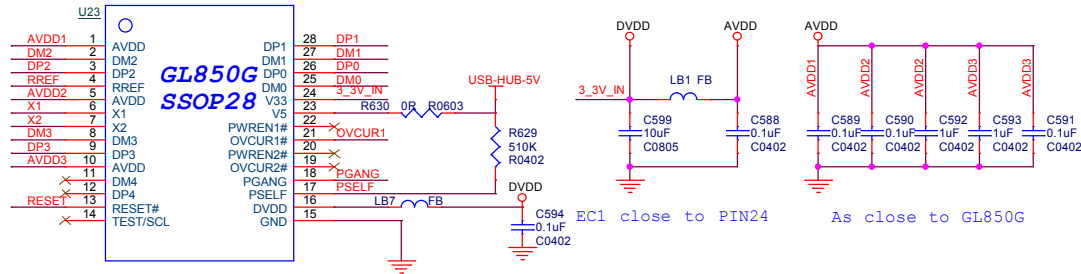 U23
GL850G
SSOP28
AVDD1 1 AVDD
DM2 2 DM2
DP2 3 DP2
RREF 4 RREF
AVDD2 5 AVDD
X1 6 X1
X2 7 X2
DM3 8 DM3
DP3 9 DP3
AVDD3 10 AVDD
11 DM4
12 DP4
RESET 13 RESET#
14 TEST/SCL
DP1 28 DP1
DM1 27 DM1
DP0 26 DP0
DM0 25 DM0
V33 24 3_3V_IN
V5 23
PWREN1# 22
OVCUR1# 21 OVCUR1
PWREN2# 20
OVCUR2# 19
PGANG 18 PGANG
PSELF 17 PSELF
DVDD 16
GND 15
USB-HUB-5V
R630 0R R0603
R629
510K
R0402
LB7 FB
DVDD
C594
0.1uF
C0402
DVDD
AVDD
3_3V_IN
LB1 FB
C599
10uF
C0805
C588
0.1uF
C0402
EC1 close to PIN24
AVDD
AVDD1
AVDD2
AVDD2
AVDD3
AVDD3
C589
0.1uF
C0402
C590
0.1uF
C0402
C592
1uF
C0402
C593
1uF
C0402
C591
0.1uF
C0402
As close to GL850G